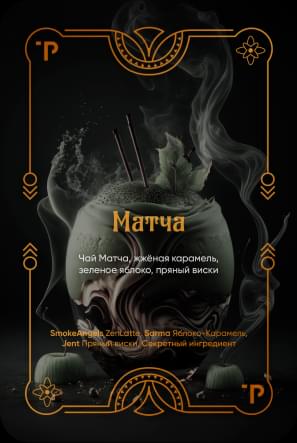 Матча
Чай Матча, жжёная карамель,
зеленое яблоко, пряный виски
SmokeAngels ZenLatte, Sarma Яблоко-Карамель,
Jent Пряный виски, Секретный ингредиент